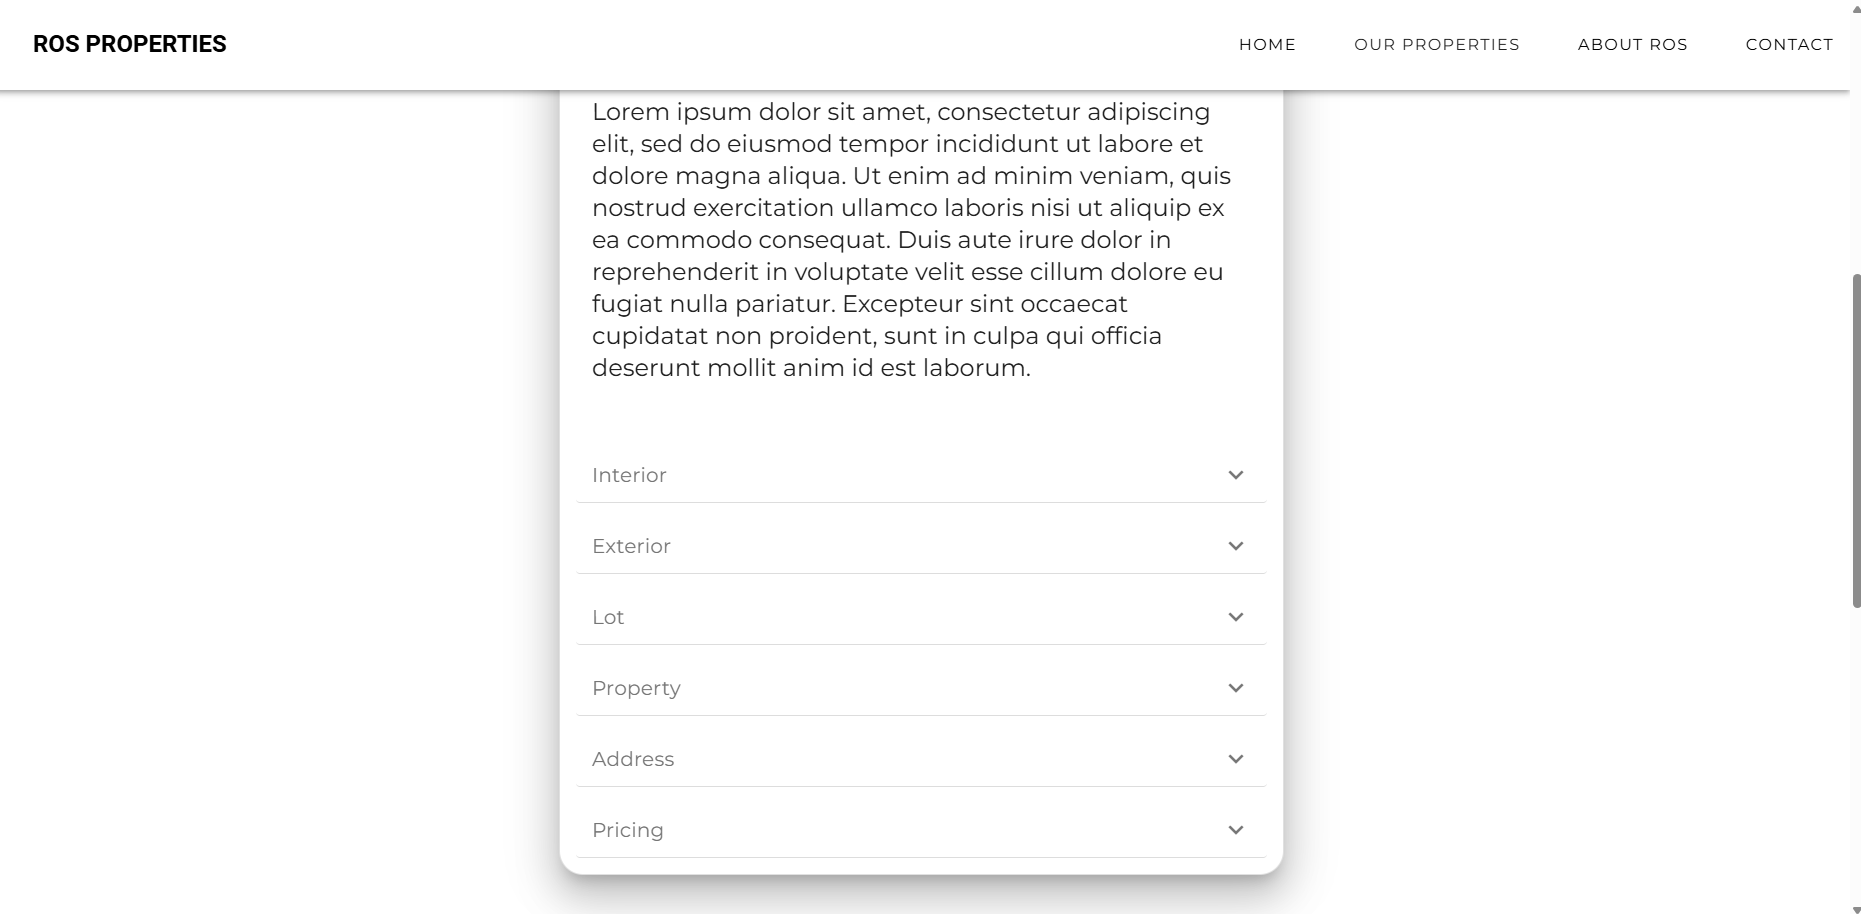 ROS PROPERTIES
HOME
OUR PROPERTIES
ABOUT ROS
CONTACT
Lorem ipsum dolor sit amet, consectetur adipiscing
elit, sed do eiusmod tempor incididunt ut labore et
dolore magna aliqua. Ut enim ad minim veniam, quis
nostrud exercitation ullamco laboris nisi ut aliquip ex
ea commodo consequat. Duis aute irure dolor in
reprehenderit in voluptate velit esse cillum dolore eu
fugiat nulla pariatur. Excepteur sint occaecat
cupidatat non proident, sunt in culpa qui officia
deserunt mollit anim id est laborum.
Interior
Exterior
Lot
Property
Address
Pricing